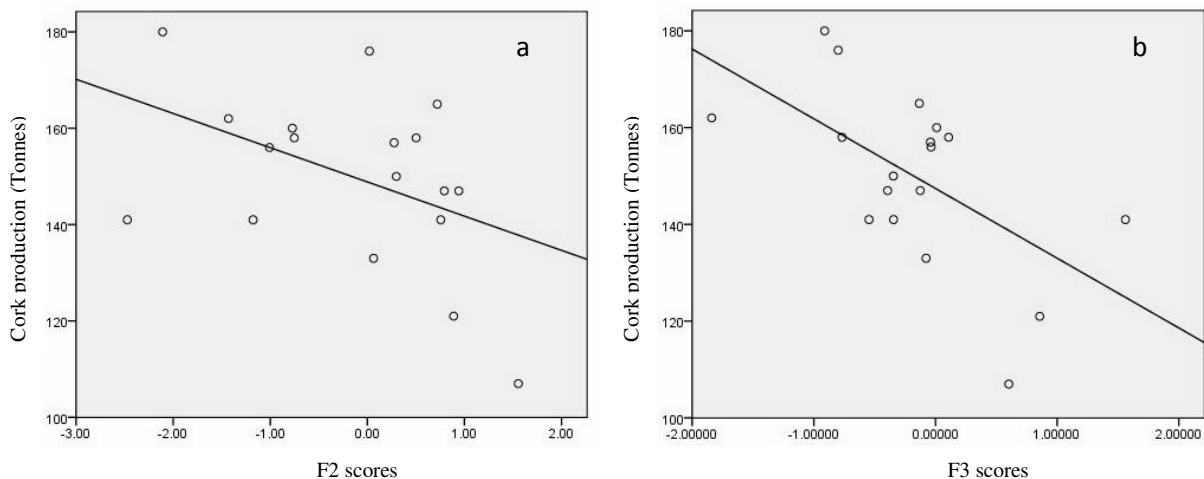 a
Cork production (Tonnes)
180
160
140
120
100
-3.00 -2.00 -1.00 0.00 1.00 2.00
F2 scores
b
Cork production (Tonnes)
180
160
140
120
100
-2.00000 -1.00000 0.00000 1.00000 2.00000
F3 scores